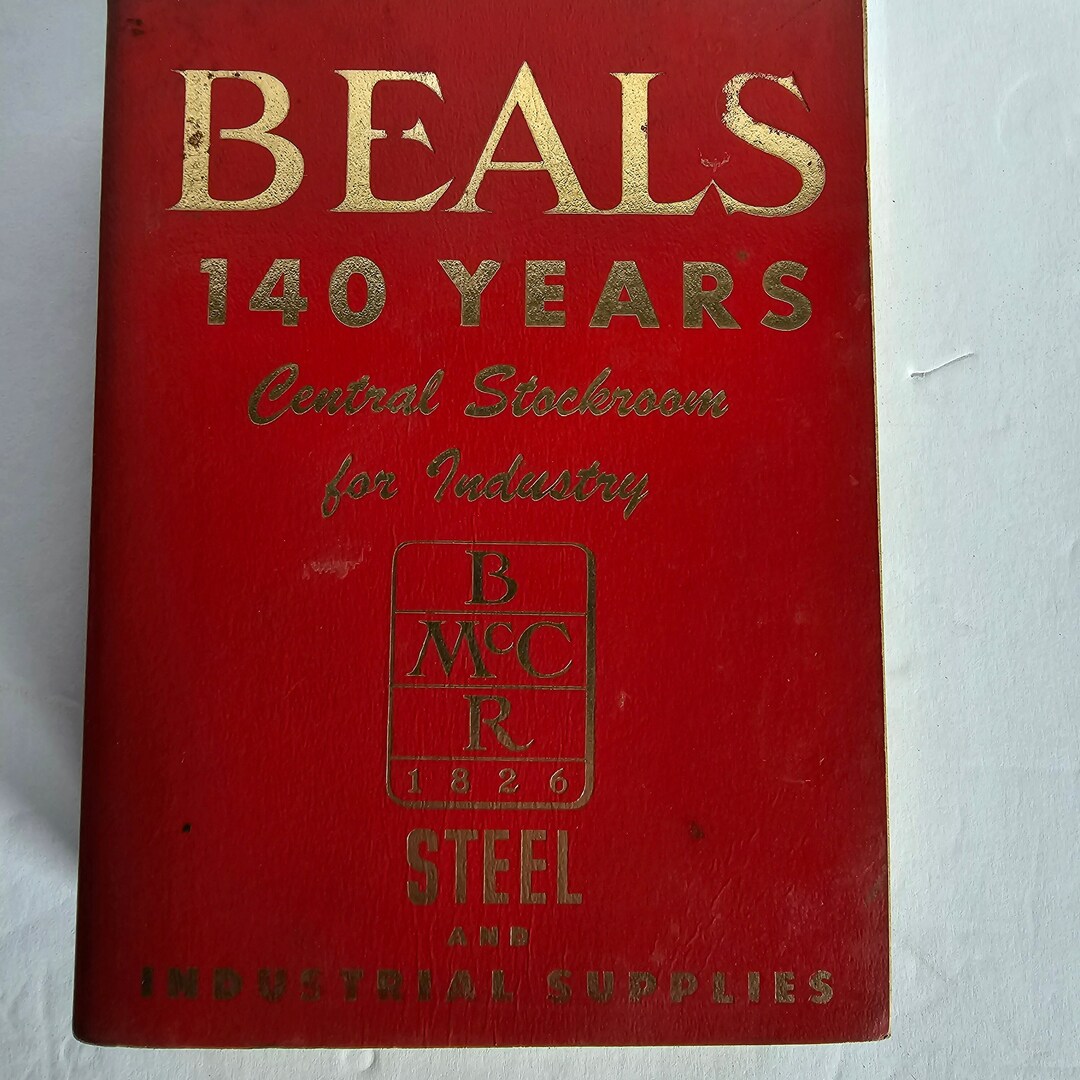 BEALS
140 YEARS
Central Stockroom
for Industry
B
McC
R
1826
STEEL
AND
INDUSTRIAL SUPPLIES